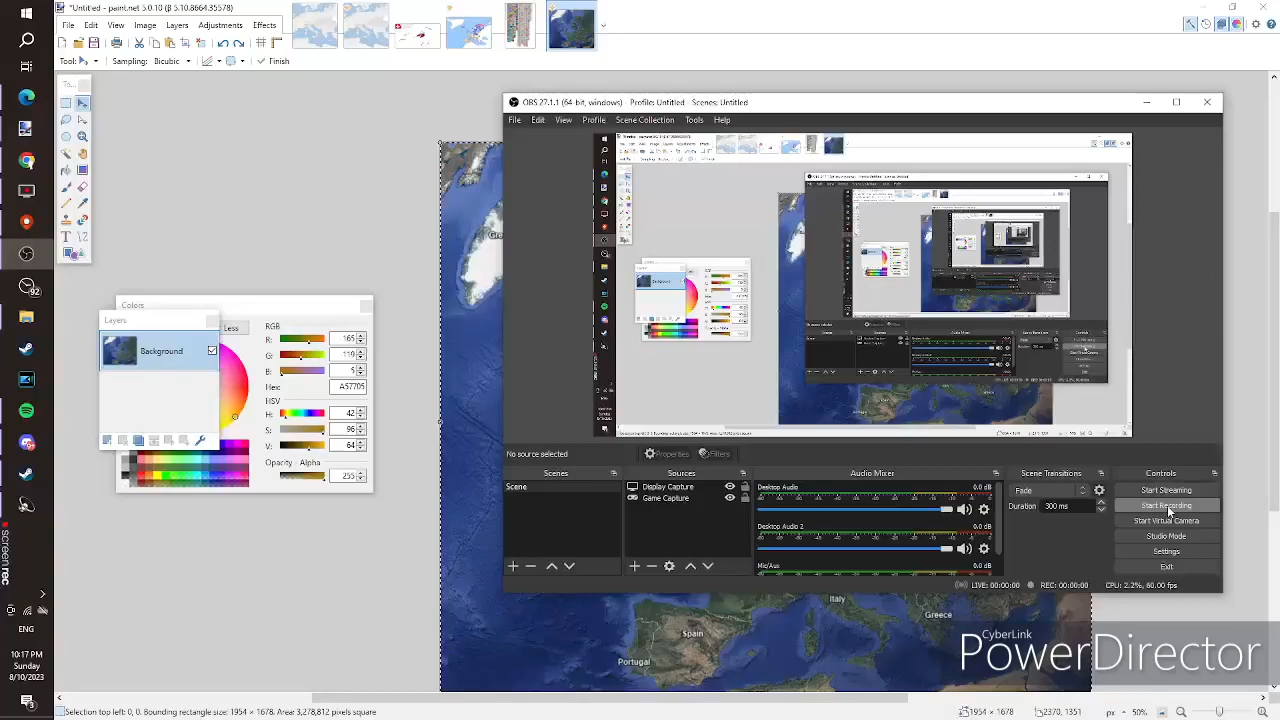 *Untitled - paint.net 5.0.10 (P8904667.EF78535578)
File Edit View Image Layers Adjustments Effects
Tool: Sampling: Bicubic Finish
To...
OBS 27.1.1 (64-bit, windows) - Profile: Untitled - Scenes: Untitled
File Edit View Profile Scene Collection Tools Help
Colors
Layers
Less
Background
RGB
165
119
5
Hex: A57705
HSV
H: 42
S: 96
V: 64
Opacity - Alpha
255
No source selected Properties Filters
Scenes Sources Audio Mixer Scene Transitions Controls
Scene
Display Capture
Game Capture
Desktop Audio 0.0 dB
Desktop Audio 2 0.0 dB
Mic/Aux 0.0 dB
Fade
Duration 300 ms
Start Streaming
Start Recording
Start Virtual Camera
Studio Mode
Settings
Exit
LIVE: 00:00:00 REC: 00:00:00 CPU: 2.2%, 60.00 fps
Italy
Greece
Spain
Portugal
screen rec
ENG
10:17 PM
Sunday
8/10/2023
CyberLink
PowerDirector
Selection top left: 0, 0. Bounding rectangle size: 1954 × 1678. Area 3,278,812 pixels square
1954 × 1678 2370, 1351 px 50%